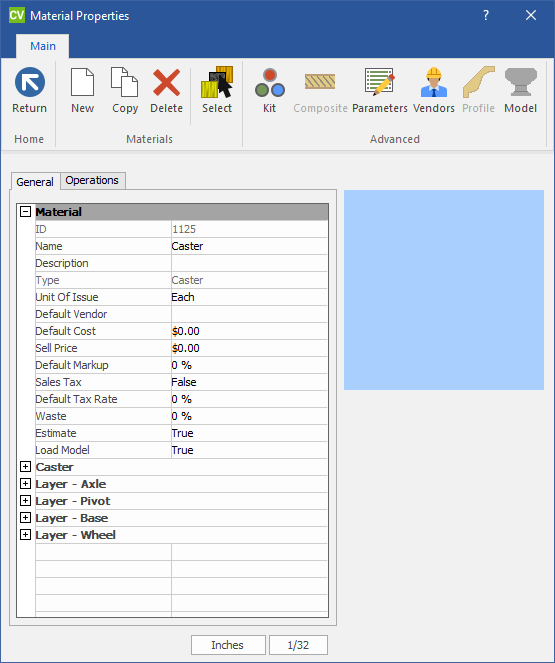 CV Material Properties ? ×
Main
Return New Copy Delete Select Kit Composite Parameters Vendors Profile Model
Home Materials Advanced
General Operations
Material
ID 1125
Name Caster
Description
Type Caster
Unit Of Issue Each
Default Vendor
Default Cost $0.00
Sell Price $0.00
Default Markup 0 %
Sales Tax False
Default Tax Rate 0 %
Waste 0 %
Estimate True
Load Model True
Caster
Layer - Axle
Layer - Pivot
Layer - Base
Layer - Wheel
Inches 1/32